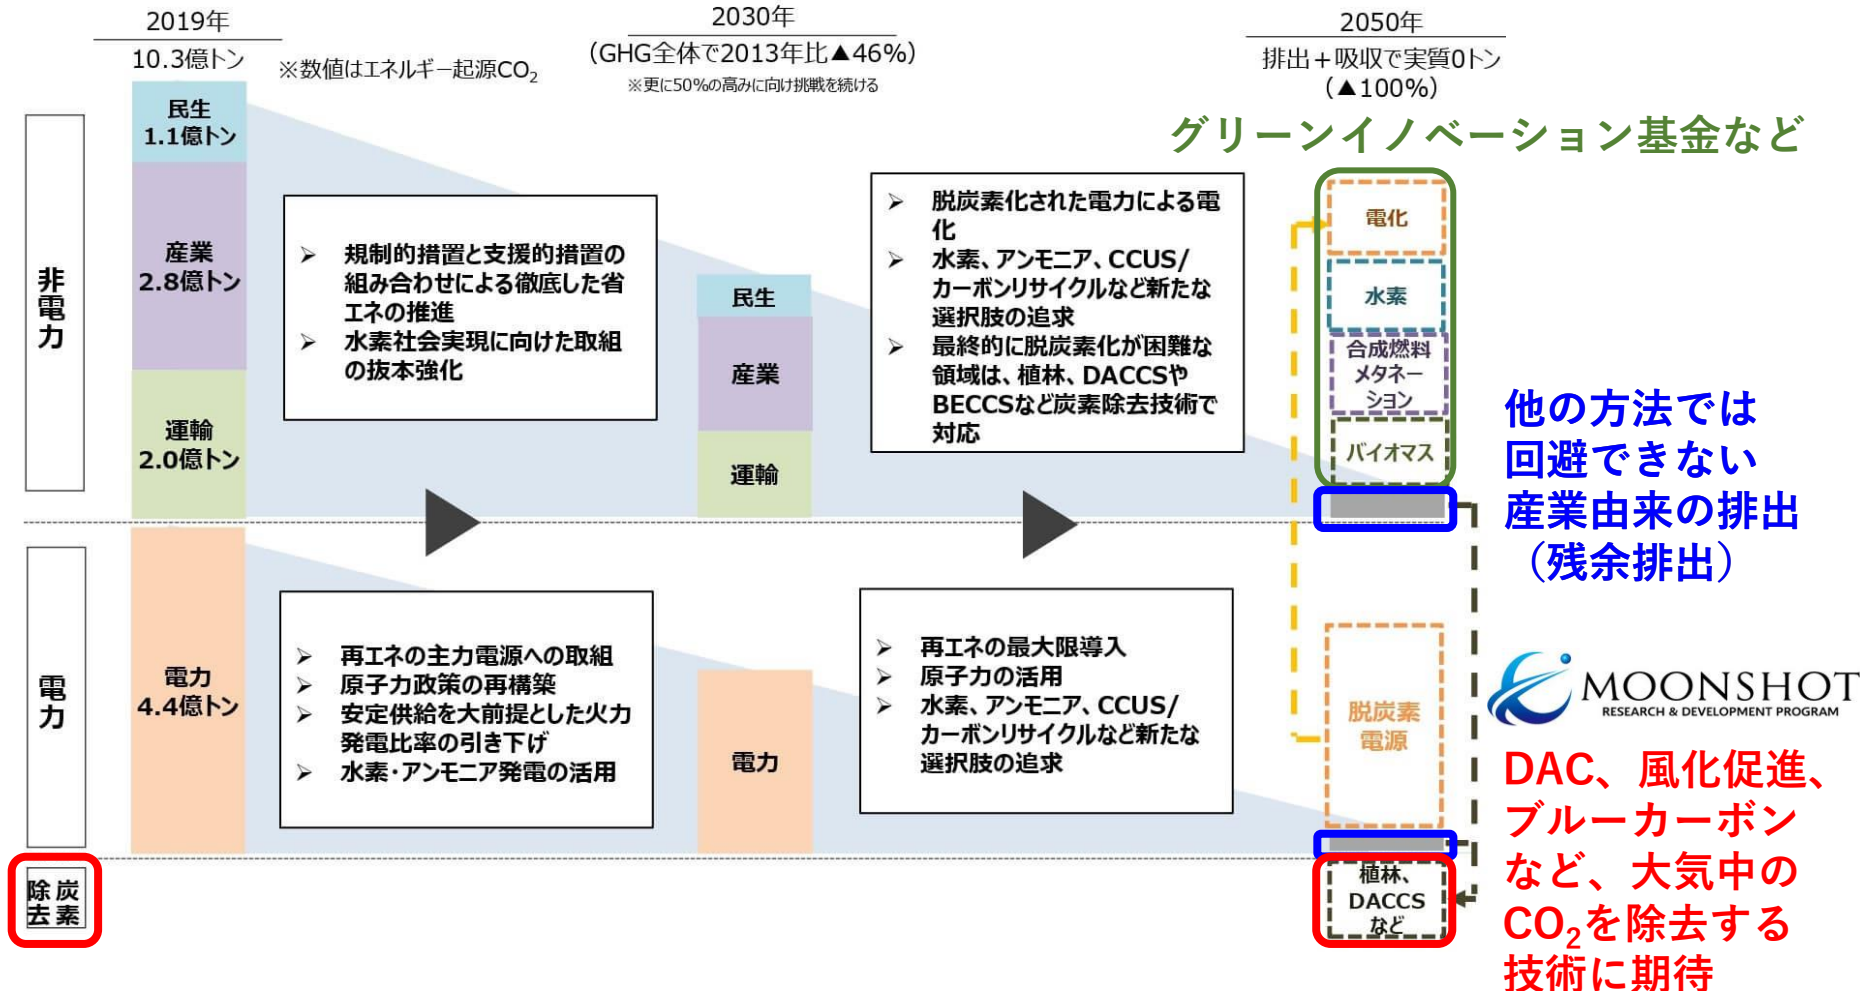 2019年
10.3億トン
※数値はエネルギー起源CO2
2030年
(GHG全体で2013年比▲46%)
※更に50%の高みに向け挑戦を続ける
2050年
排出+吸収で実質0トン
(▲100%)
グリーンイノベーション基金など
非電力
民生
1.1億トン
産業
2.8億トン
運輸
2.0億トン
➢ 規制的措置と支援的措置の
組み合わせによる徹底した省
エネの推進
➢ 水素社会実現に向けた取組
の抜本強化
民生
産業
運輸
➢ 脱炭素化された電力による電
化
➢ 水素、アンモニア、CCUS/
カーボンリサイクルなど新たな
選択肢の追求
➢ 最終的に脱炭素化が困難な
領域は、植林、DACCSや
BECCSなど炭素除去技術で
対応
電化
水素
合成燃料
メタネー
ション
バイオマス
他の方法では
回避できない
産業由来の排出
（残余排出）
電力
電力
4.4億トン
➢ 再エネの主力電源への取組
➢ 原子力政策の再構築
➢ 安定供給を大前提とした火力
発電比率の引き下げ
➢ 水素・アンモニア発電の活用
電力
➢ 再エネの最大限導入
➢ 原子力の活用
➢ 水素、アンモニア、CCUS/
カーボンリサイクルなど新たな
選択肢の追求
脱炭素
電源
MOONSHOT
RESEARCH & DEVELOPMENT PROGRAM
炭素除去
植林、
DACCS
など
DAC、風化促進、
ブルーカーボン
など、大気中の
CO2を除去する
技術に期待